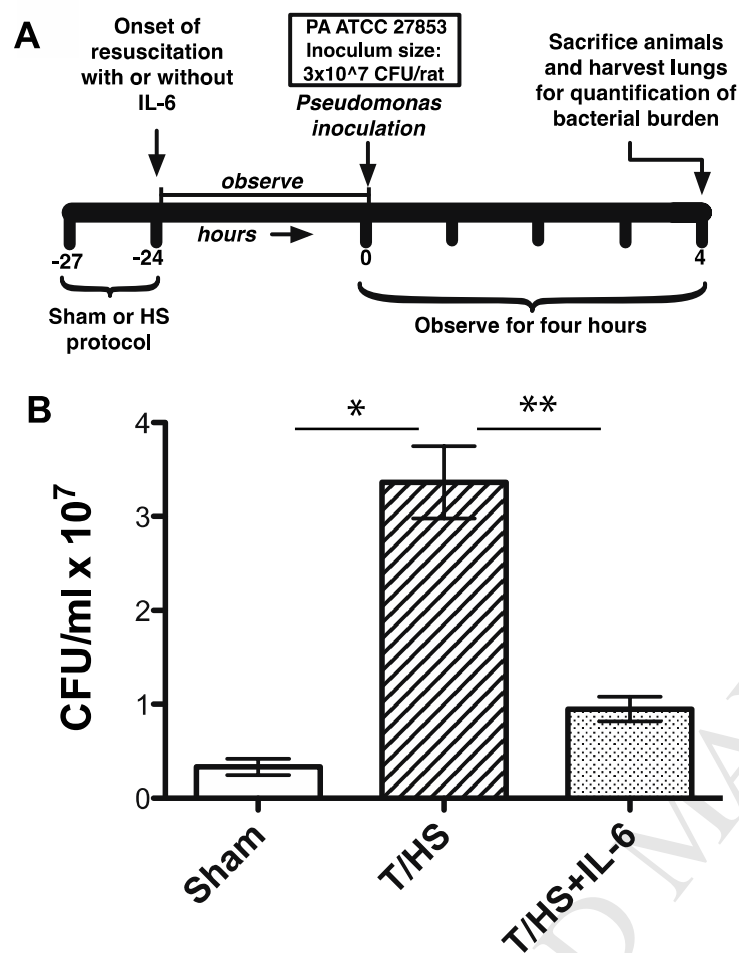 A
Onset of
resuscitation
with or without
IL-6
PA ATCC 27853
Inoculum size:
3x10^7 CFU/rat
Pseudomonas
inoculation
Sacrifice animals
and harvest lungs
for quantification of
bacterial burden
observe
hours
-27
-24
0
4
Sham or HS
protocol
Observe for four hours
B
CFU/ml x 10⁷
4
3
2
1
0
*
**
Sham
T/HS
T/HS+IL-6
D MA